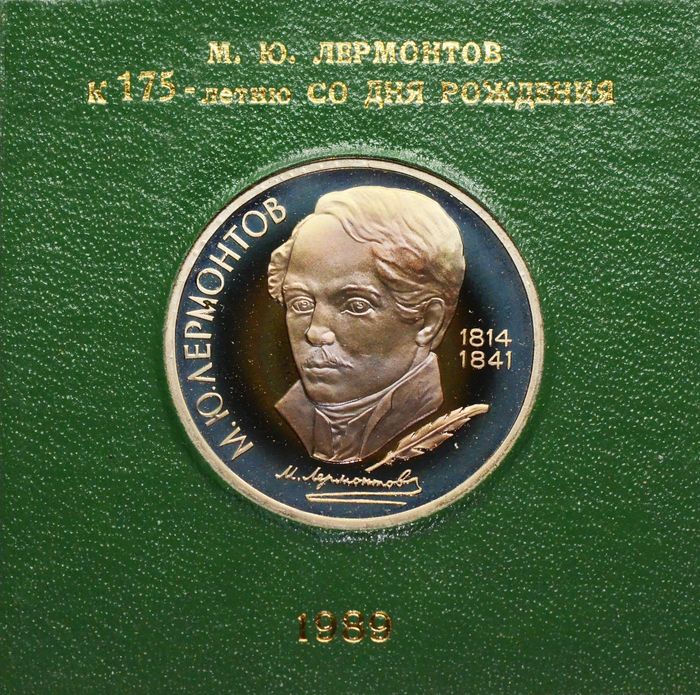 М. Ю. ЛЕРМОНТОВ
К 175-летию СО ДНЯ РОЖДЕНИЯ
М.Ю.ЛЕРМОНТОВ
1814
1841
М. Лермонтов
1989